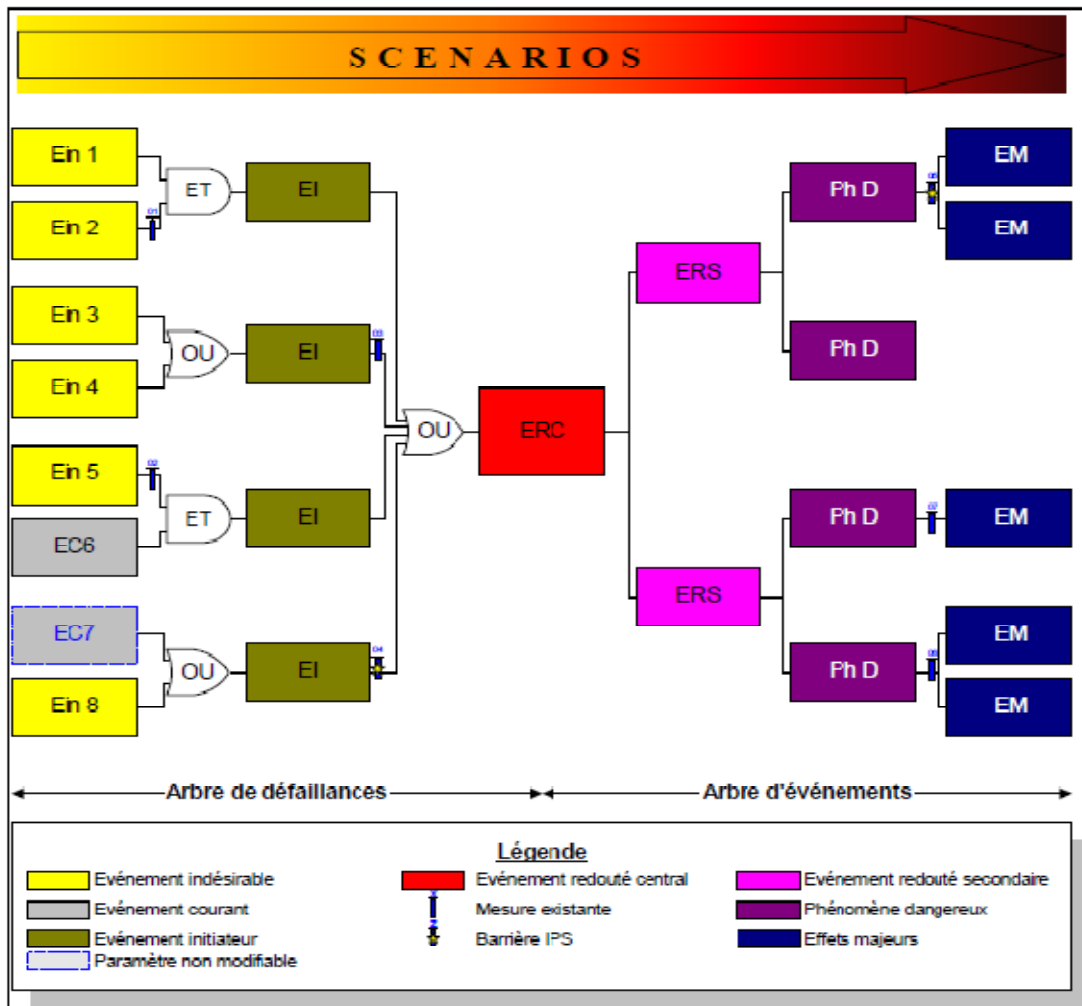 SCENARIOS
Ein 1
ET
EI
Ein 2
Ph D
EM
EM
ERS
Ein 3
OU
EI
Ein 4
Ph D
OU
ERC
Ein 5
ET
EI
EC6
Ph D
EM
ERS
EC7
OU
EI
Ein 8
Ph D
EM
EM
Arbre de défaillances
Arbre d'événements
Légende
Evénement indésirable
Evénement redouté central
Evénement redouté secondaire
Evénement courant
Mesure existante
Phénomène dangereux
Evénement initiateur
Barrière IPS
Effets majeurs
Paramètre non modifiable